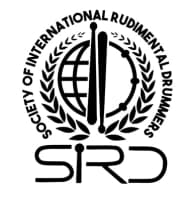 SOCIETY OF INTERNATIONAL RUDIMENTAL DRUMMERS
SIRD